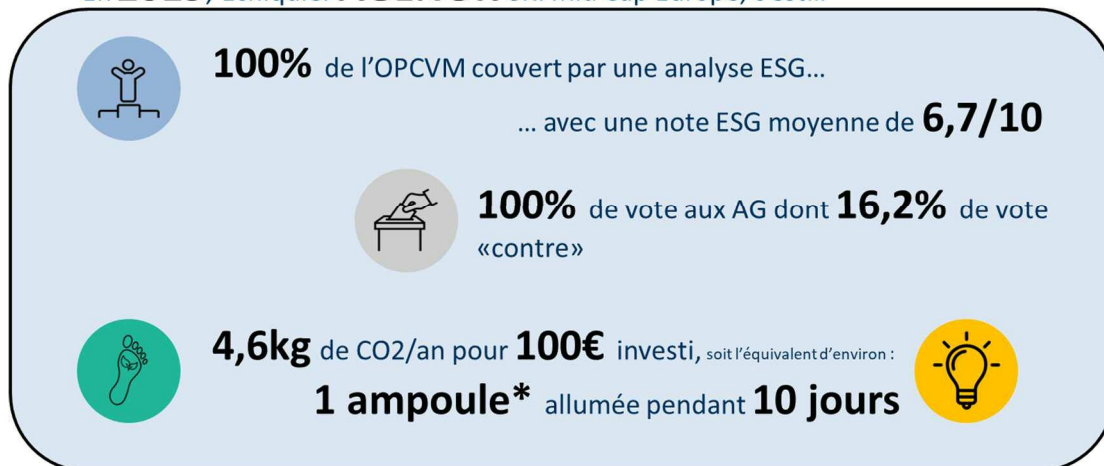 100% de l’OPCVM couvert par une analyse ESG...
... avec une note ESG moyenne de 6,7/10
100% de vote aux AG dont 16,2% de vote
«contre»
4,6kg de CO2/an pour 100€ investi, soit l’équivalent d’environ :
1 ampoule* allumée pendant 10 jours